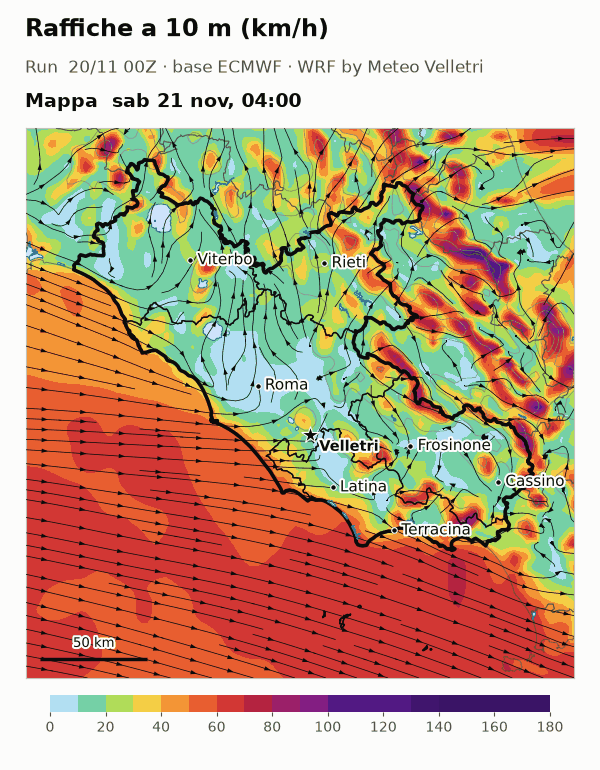 Raffiche a 10 m (km/h)
Run  20/11 00Z · base ECMWF · WRF by Meteo Velletri
Mappa  sab 21 nov, 04:00
Viterbo
Rieti
Roma
Velletri
Frosinone
Latina
Cassino
Terracina
50 km
0 20 40 60 80 100 120 140 160 180